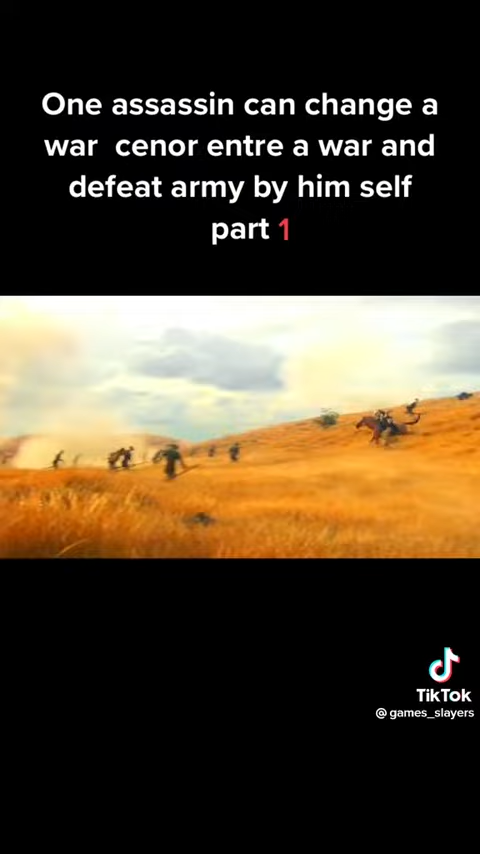 One assassin can change a
war cenor entre a war and
defeat army by him self
part 1
TikTok
@ games_slayers